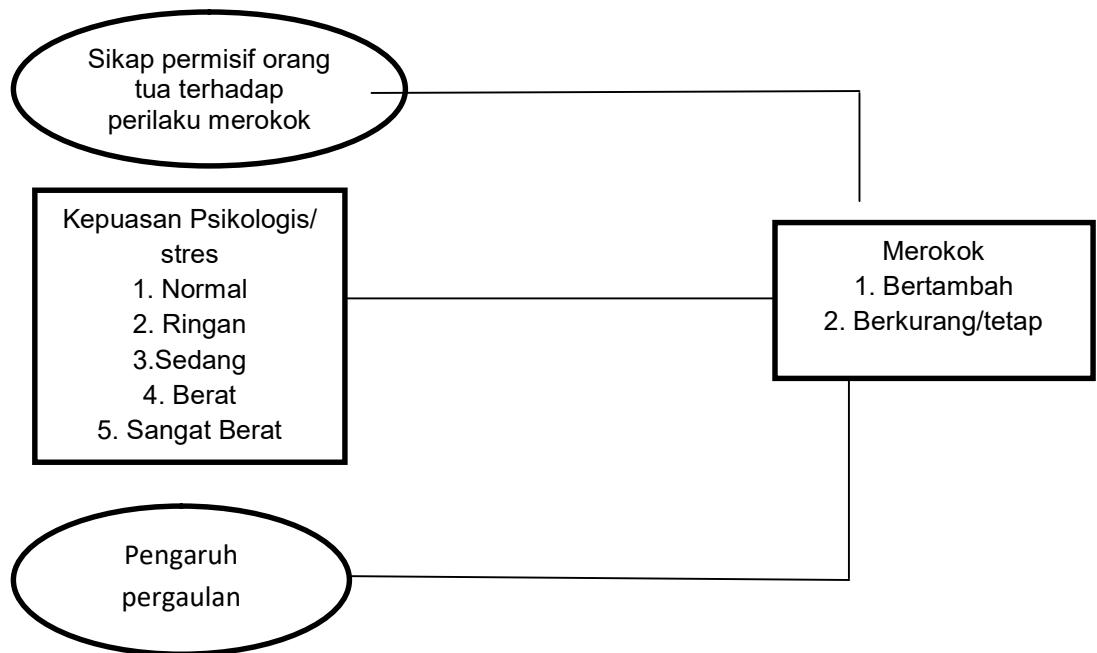 Sikap permisif orang
tua terhadap
perilaku merokok
Kepuasan Psikologis/
stres
1. Normal
2. Ringan
3.Sedang
4. Berat
5. Sangat Berat
Merokok
1. Bertambah
2. Berkurang/tetap
Pengaruh
pergaulan